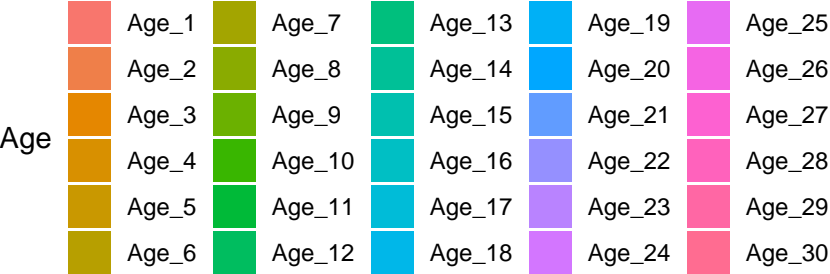 Age
Age_1 Age_7 Age_13 Age_19 Age_25
Age_2 Age_8 Age_14 Age_20 Age_26
Age_3 Age_9 Age_15 Age_21 Age_27
Age_4 Age_10 Age_16 Age_22 Age_28
Age_5 Age_11 Age_17 Age_23 Age_29
Age_6 Age_12 Age_18 Age_24 Age_30